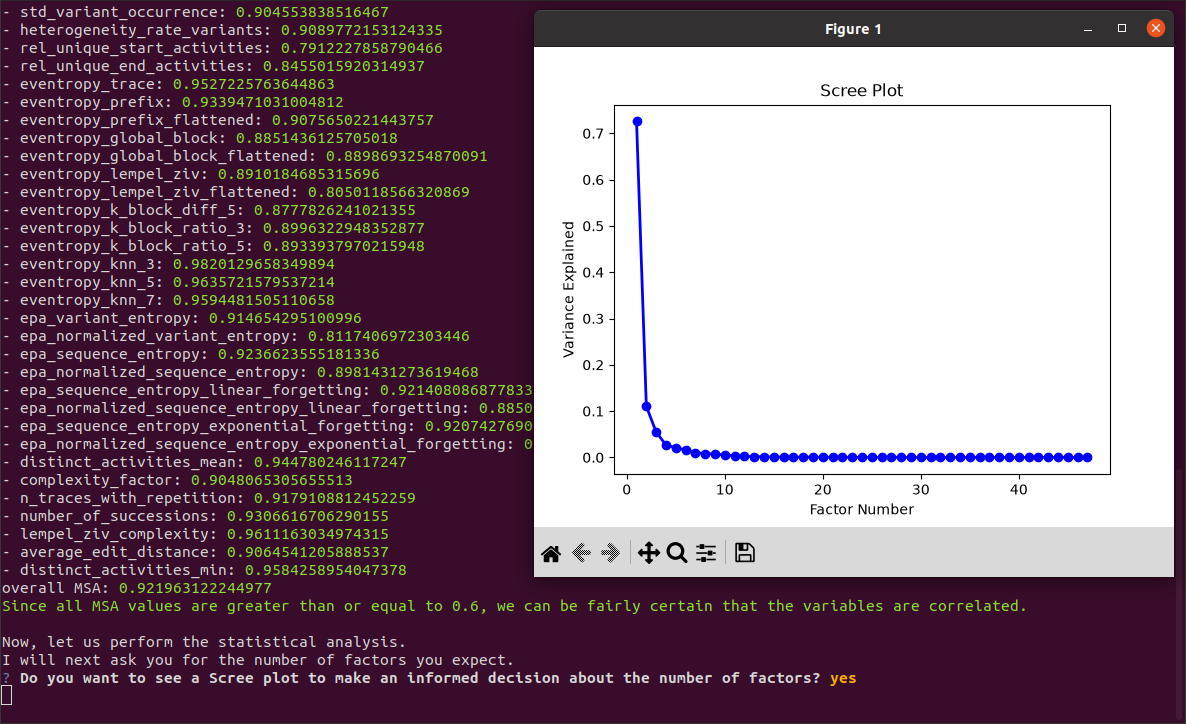 - std_variant_occurrence: 0.904553838516467
- heterogeneity_rate_variants: 0.9089772153124335
- rel_unique_start_activities: 0.7912227858790466
- rel_unique_end_activities: 0.8455015920314937
- eventropy_trace: 0.9527225763644863
- eventropy_prefix: 0.9339471031004812
- eventropy_prefix_flattened: 0.9075650221443757
- eventropy_global_block: 0.8851436125705018
- eventropy_global_block_flattened: 0.8898693254870091
- eventropy_lempel_ziv: 0.8910184685315696
- eventropy_lempel_ziv_flattened: 0.8050118566320869
- eventropy_k_block_diff_5: 0.8777826241021355
- eventropy_k_block_ratio_3: 0.8996322948352877
- eventropy_k_block_ratio_5: 0.8933937970215948
- eventropy_knn_3: 0.9820129658349894
- eventropy_knn_5: 0.9635721579537214
- eventropy_knn_7: 0.9594481505110658
- epa_variant_entropy: 0.914654295100996
- epa_normalized_variant_entropy: 0.8117406972303446
- epa_sequence_entropy: 0.9236623555181336
- epa_normalized_sequence_entropy: 0.8981431273619468
- epa_sequence_entropy_linear_forgetting: 0.921408086877833
- epa_normalized_sequence_entropy_linear_forgetting: 0.8850
- epa_sequence_entropy_exponential_forgetting: 0.9207427690
- epa_normalized_sequence_entropy_exponential_forgetting: 0
- distinct_activities_mean: 0.944780246117247
- complexity_factor: 0.9048065305655513
- n_traces_with_repetition: 0.9179108812452259
- number_of_successions: 0.9306616706290155
- lempel_ziv_complexity: 0.9611163034974315
- average_edit_distance: 0.9064541205888537
- distinct_activities_min: 0.9584258954047378
overall MSA: 0.921963122244977
Since all MSA values are greater than or equal to 0.6, we can be fairly certain that the variables are correlated.
Now, let us perform the statistical analysis.
I will next ask you for the number of factors you expect.
? Do you want to see a Scree plot to make an informed decision about the number of factors? yes
Figure 1
Scree Plot
Variance Explained
0.7
0.6
0.5
0.4
0.3
0.2
0.1
0.0
0 10 20 30 40
Factor Number